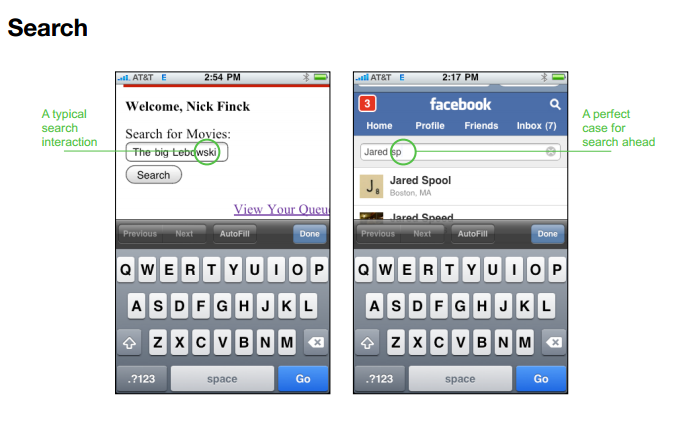 Search
AT&T E 2:54 PM
Welcome, Nick Finck
Search for Movies:
The big Lebowski
Search
View Your Queue
Previous Next AutoFill Done
Q W E R T Y U I O P
A S D F G H J K L
Z X C V B N M
.?123 space Go
A typical
search
interaction
AT&T E 2:17 PM
3 facebook
Home Profile Friends Inbox (7)
Jared sp
J. 8
Jared Spool
Boston, MA
Jared Speed
Previous Next AutoFill Done
Q W E R T Y U I O P
A S D F G H J K L
Z X C V B N M
.?123 space Go
A perfect
case for
search ahead